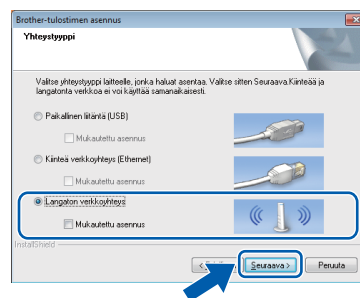 Brother-tulostimen asennus
Yhteystyyppi
Valitse yhteystyyppi laitteelle, jonka haluat asentaa. Valitse sitten Seuraava.Kiinteää ja
langatonta verkkoa ei voi käyttää samanaikaisesti.
Paikallinen liitäntä (USB)
Mukautettu asennus
Kiinteä verkkoyhteys (Ethernet)
Mukautettu asennus
Langaton verkkoyhteys
Mukautettu asennus
InstallShield
Seuraava > Peruuta